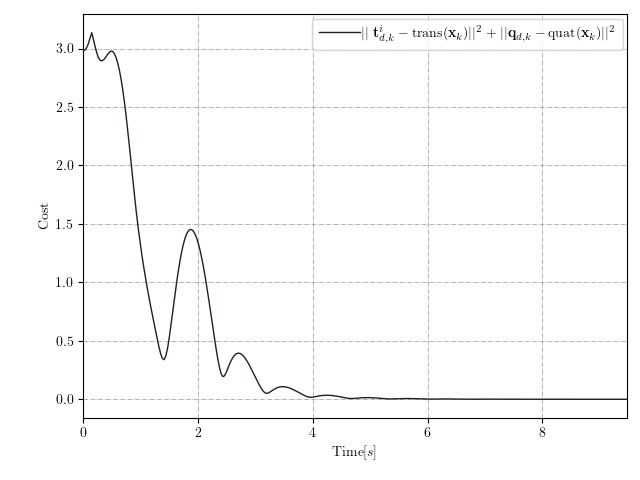 || t^i_{d,k} − trans(x_k)||^2 + ||q_{d,k} − quat(x_k)||^2
3.0
2.5
2.0
1.5
1.0
0.5
0.0
Cost
0 2 4 6 8
Time[s]